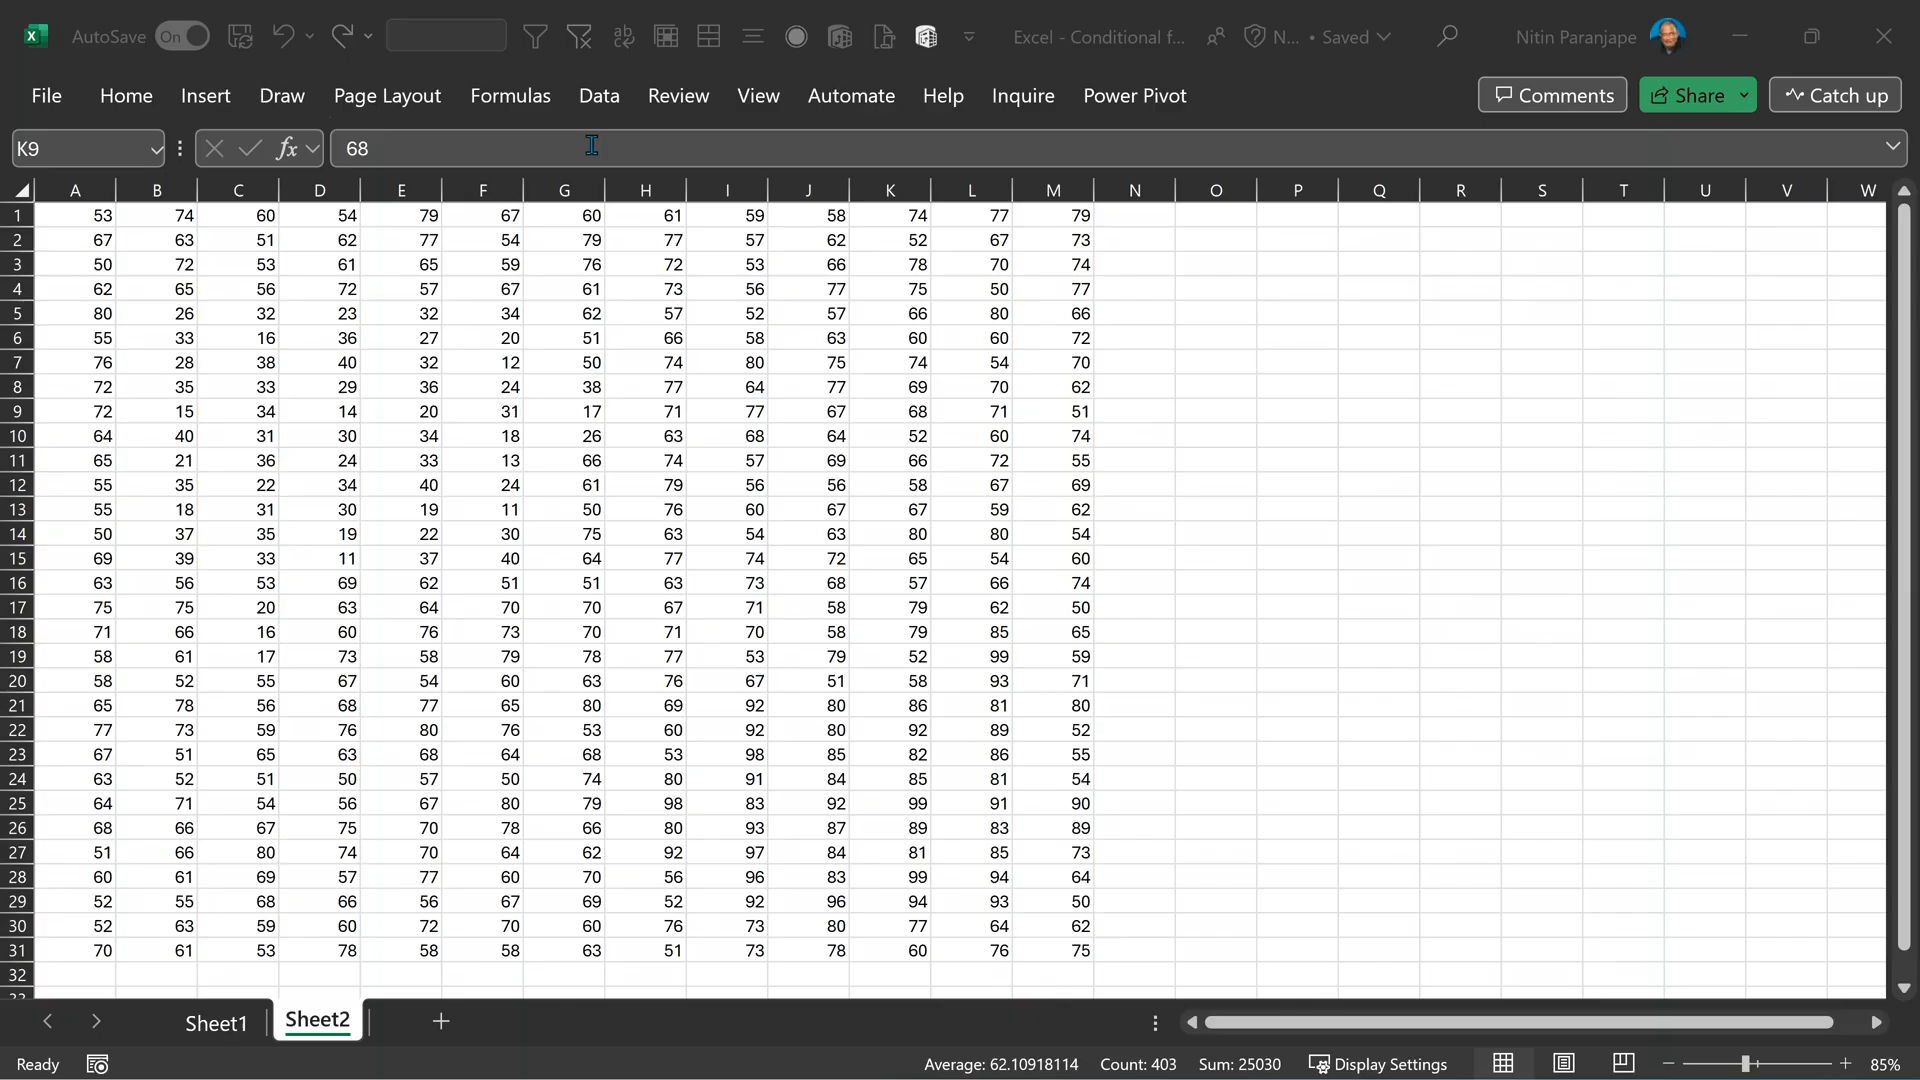 AutoSave On Excel - Conditional f... N... • Saved Nitin Paranjape
File Home Insert Draw Page Layout Formulas Data Review View Automate Help Inquire Power Pivot Comments Share Catch up
K9 fx 68
A B C D E F G H I J K L M N O P Q R S T U V W
1 53 74 60 54 79 67 60 61 59 58 74 77 79
2 67 63 51 62 77 54 79 77 57 62 52 67 73
3 50 72 53 61 65 59 76 72 53 66 78 70 74
4 62 65 56 72 57 67 61 73 56 77 75 50 77
5 80 26 32 23 32 34 62 57 52 57 66 80 66
6 55 33 16 36 27 20 51 66 58 63 60 60 72
7 76 28 38 40 32 12 50 74 80 75 74 54 70
8 72 35 33 29 36 24 38 77 64 77 69 70 62
9 72 15 34 14 20 31 17 71 77 67 68 71 51
10 64 40 31 30 34 18 26 63 68 64 52 60 74
11 65 21 36 24 33 13 66 74 57 69 66 72 55
12 55 35 22 34 40 24 61 79 56 56 58 67 69
13 55 18 31 30 19 11 50 76 60 67 67 59 62
14 50 37 35 19 22 30 75 63 54 63 80 80 54
15 69 39 33 11 37 40 64 77 74 72 65 54 60
16 63 56 53 69 62 51 51 63 73 68 57 66 74
17 75 75 20 63 64 70 70 67 71 58 79 62 50
18 71 66 16 60 76 73 70 71 70 58 79 85 65
19 58 61 17 73 58 79 78 77 53 79 52 99 59
20 58 52 55 67 54 60 63 76 67 51 58 93 71
21 65 78 56 68 77 65 80 69 92 80 86 81 80
22 77 73 59 76 80 76 53 60 92 80 92 89 52
23 67 51 65 63 68 64 68 53 98 85 82 86 55
24 63 52 51 50 57 50 74 80 91 84 85 81 54
25 64 71 54 56 67 80 79 98 83 92 99 91 90
26 68 66 67 75 70 78 66 80 93 87 89 83 89
27 51 66 80 74 70 64 62 92 97 84 81 85 73
28 60 61 69 57 77 60 70 56 96 83 99 94 64
29 52 55 68 66 56 67 69 52 92 96 94 93 50
30 52 63 59 60 72 70 60 76 73 80 77 64 62
31 70 61 53 78 58 58 63 51 73 78 60 76 75
32
Sheet1 Sheet2
Ready Average: 62.10918114 Count: 403 Sum: 25030 Display Settings 85%